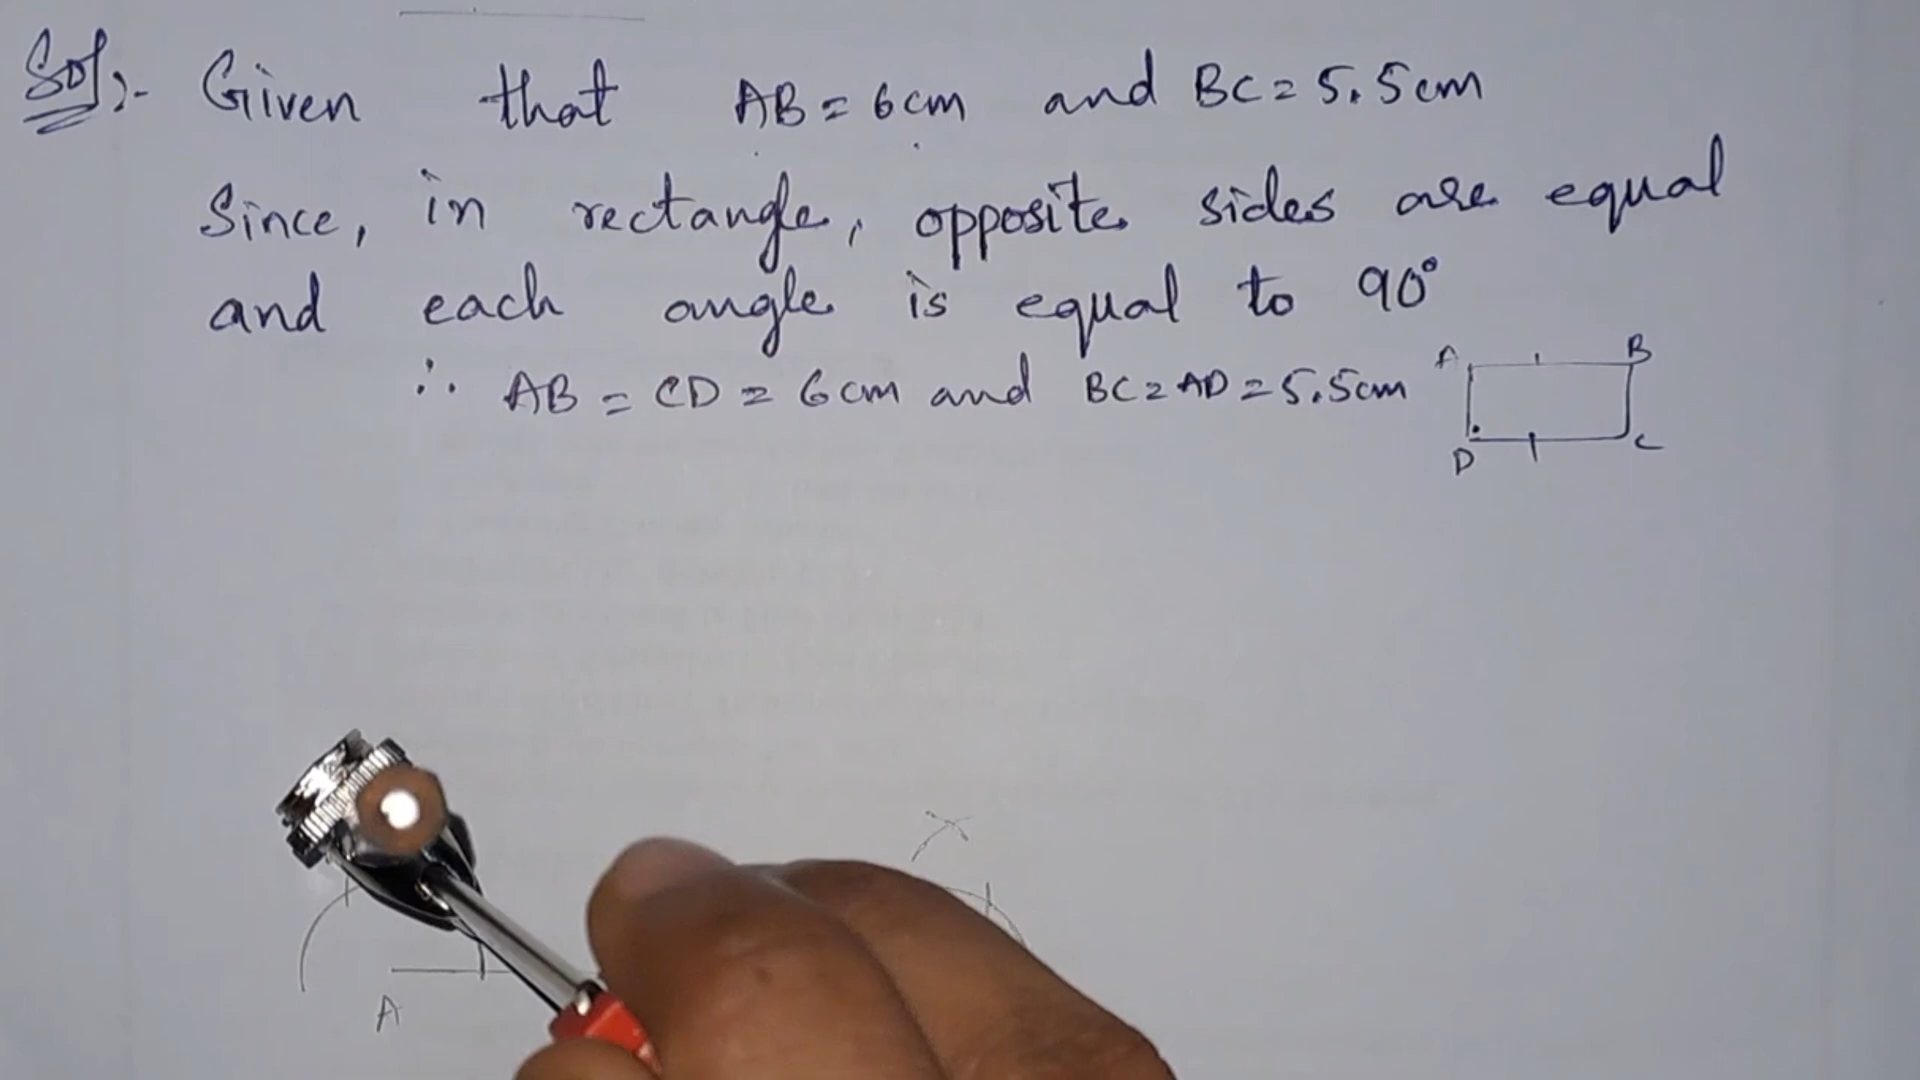 Sol:- Given that AB = 6cm and BC = 5.5cm
Since, in rectangle, opposite sides are equal
and each angle is equal to 90°
∴ AB = CD = 6cm and BC = AD = 5.5cm
A B
D C
A